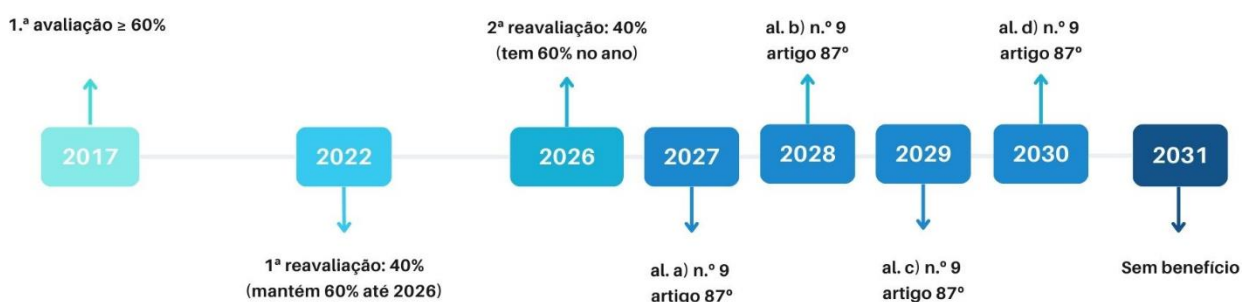 1.ª avaliação ≥ 60%
2ª reavaliação: 40%
(tem 60% no ano)
al. b) n.º 9
artigo 87º
al. d) n.º 9
artigo 87º
2017
2022
2026
2027
2028
2029
2030
2031
1ª reavaliação: 40%
(mantém 60% até 2026)
al. a) n.º 9
artigo 87º
al. c) n.º 9
artigo 87º
Sem benefício